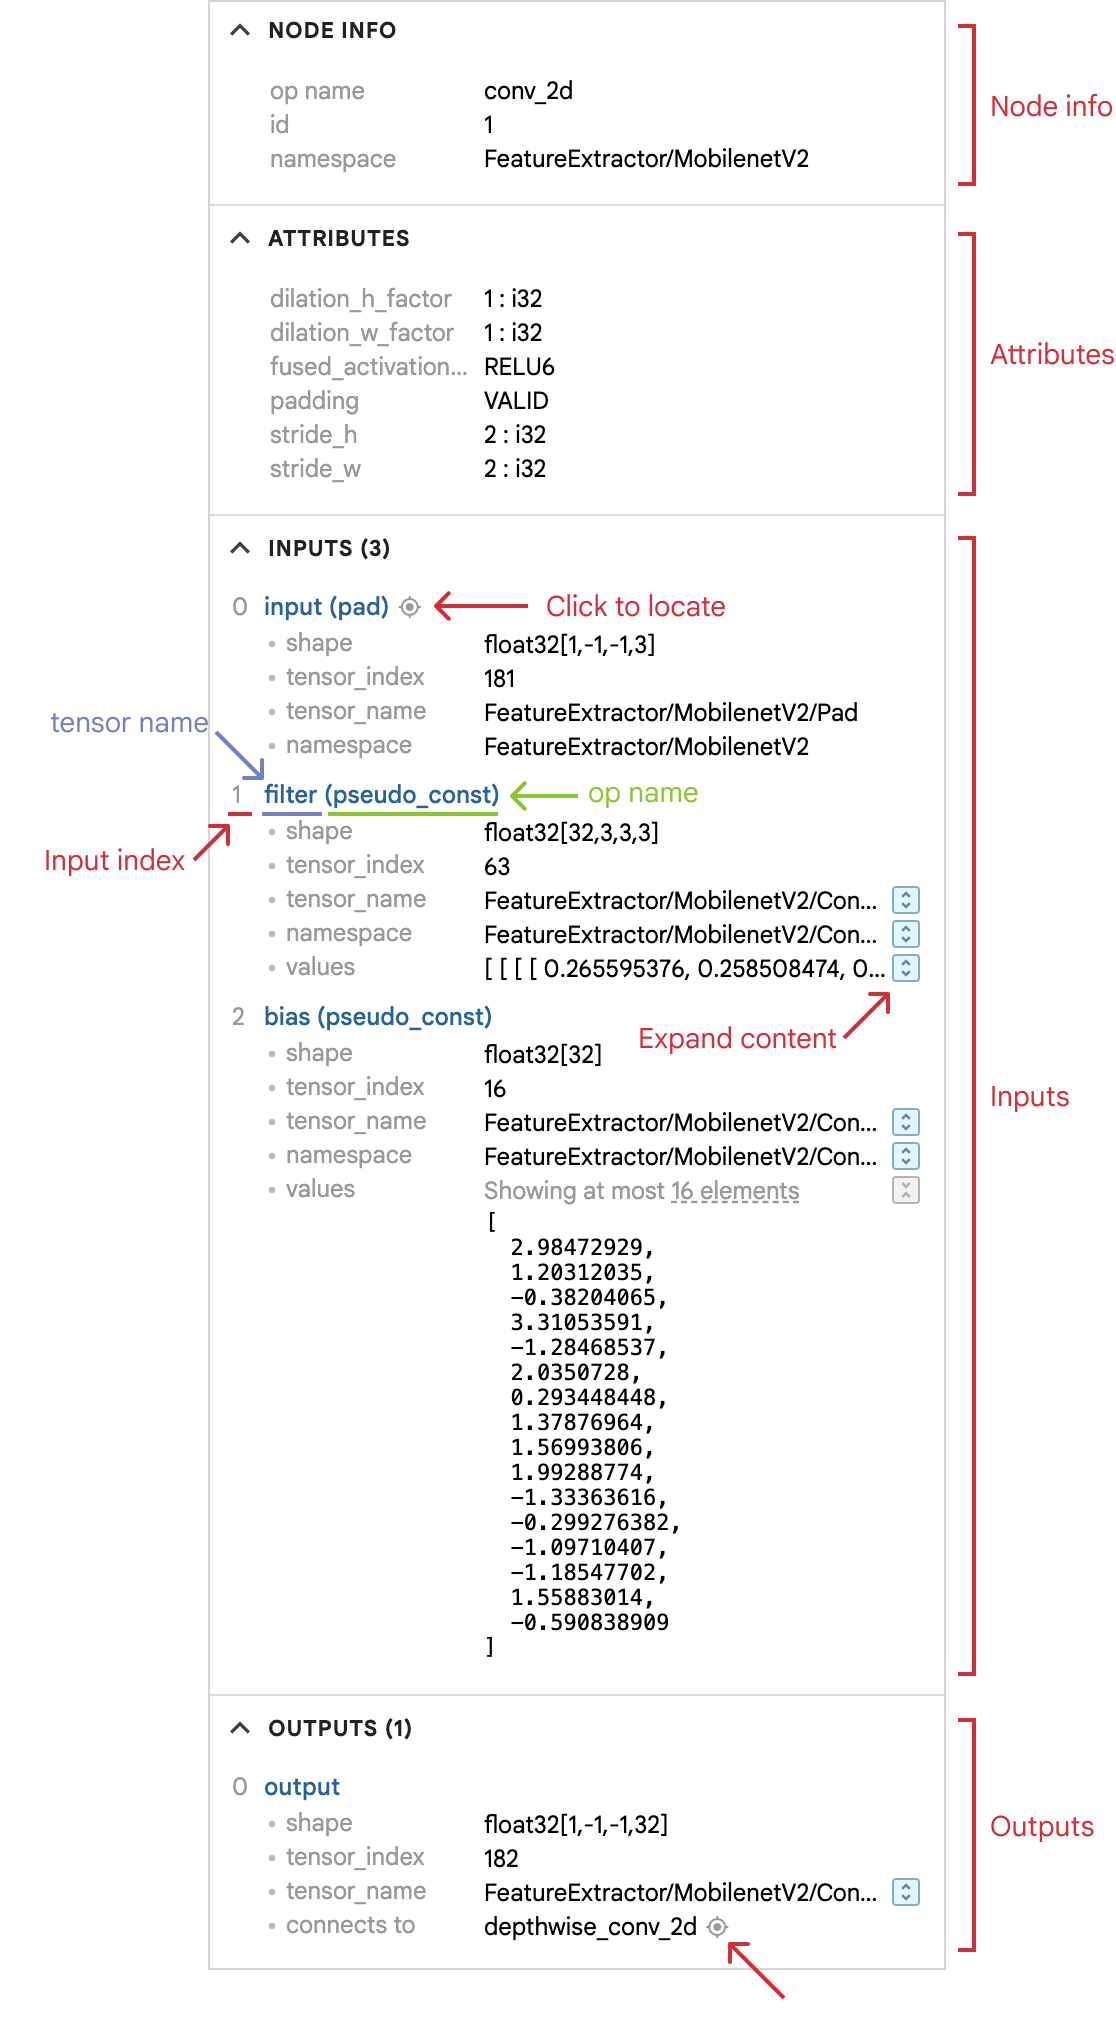 NODE INFO
op name conv_2d
id 1
namespace FeatureExtractor/MobilenetV2
Node info
ATTRIBUTES
dilation_h_factor 1 : i32
dilation_w_factor 1 : i32
fused_activation... RELU6
padding VALID
stride_h 2 : i32
stride_w 2 : i32
Attributes
INPUTS (3)
0 input (pad) Click to locate
shape float32[1,-1,-1,3]
tensor_index 181
tensor_name FeatureExtractor/MobilenetV2/Pad
namespace FeatureExtractor/MobilenetV2
tensor name
1 filter (pseudo_const) op name
Input index
shape float32[32,3,3,3]
tensor_index 63
tensor_name FeatureExtractor/MobilenetV2/Con...
namespace FeatureExtractor/MobilenetV2/Con...
values [ [ [ [ 0.265595376, 0.258508474, 0...
Expand content
2 bias (pseudo_const)
shape float32[32]
tensor_index 16
tensor_name FeatureExtractor/MobilenetV2/Con...
namespace FeatureExtractor/MobilenetV2/Con...
values Showing at most 16 elements
[
2.98472929,
1.20312035,
-0.38204065,
3.31053591,
-1.28468537,
2.0350728,
0.293448448,
1.37876964,
1.56993806,
1.99288774,
-1.33363616,
-0.299276382,
-1.09710407,
-1.18547702,
1.55883014,
-0.590838909
]
Inputs
OUTPUTS (1)
0 output
shape float32[1,-1,-1,32]
tensor_index 182
tensor_name FeatureExtractor/MobilenetV2/Con...
connects to depthwise_conv_2d
Outputs